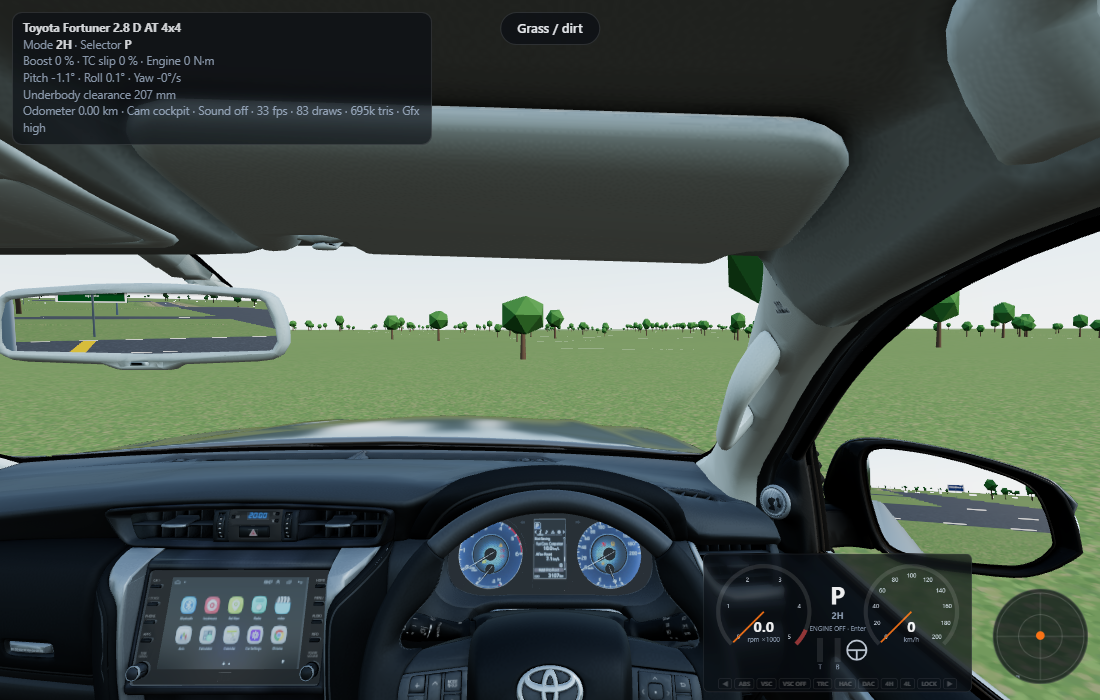 Toyota Fortuner 2.8 D AT 4x4
Mode 2H · Selector P
Boost 0 % · TC slip 0 % · Engine 0 N·m
Pitch -1.1° · Roll 0.1° · Yaw -0°/s
Underbody clearance 207 mm
Odometer 0.00 km · Cam cockpit · Sound off · 33 fps · 83 draws · 695k tris · Gfx
high
Grass / dirt
1 2 3 4 5
0.0
rpm ×1000
P
2H
ENGINE OFF · Enter
T B
20 40 60 80 100 120 140 160 180 200
0
km/h
ABS VSC VSC OFF TRC HAC DAC 4H 4L LOCK